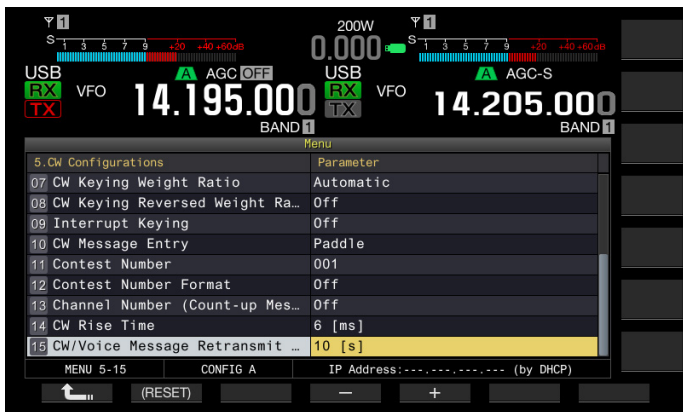 1 200W 1
S 1 3 5 7 9 +20 +40 +60dB 0.000 S 1 3 5 7 9 +20 +40 +60dB
USB A AGC OFF USB A AGC-S
RX VFO 14.195.000 RX VFO 14.205.000
TX TX
BAND 1 BAND 1
Menu
5.CW Configurations Parameter
07 CW Keying Weight Ratio Automatic
08 CW Keying Reversed Weight Ra… Off
09 Interrupt Keying Off
10 CW Message Entry Paddle
11 Contest Number 001
12 Contest Number Format Off
13 Channel Number (Count-up Mes… Off
14 CW Rise Time 6 [ms]
15 CW/Voice Message Retransmit … 10 [s]
MENU 5-15 CONFIG A IP Address:---.---.---.--- (by DHCP)
(RESET) − +